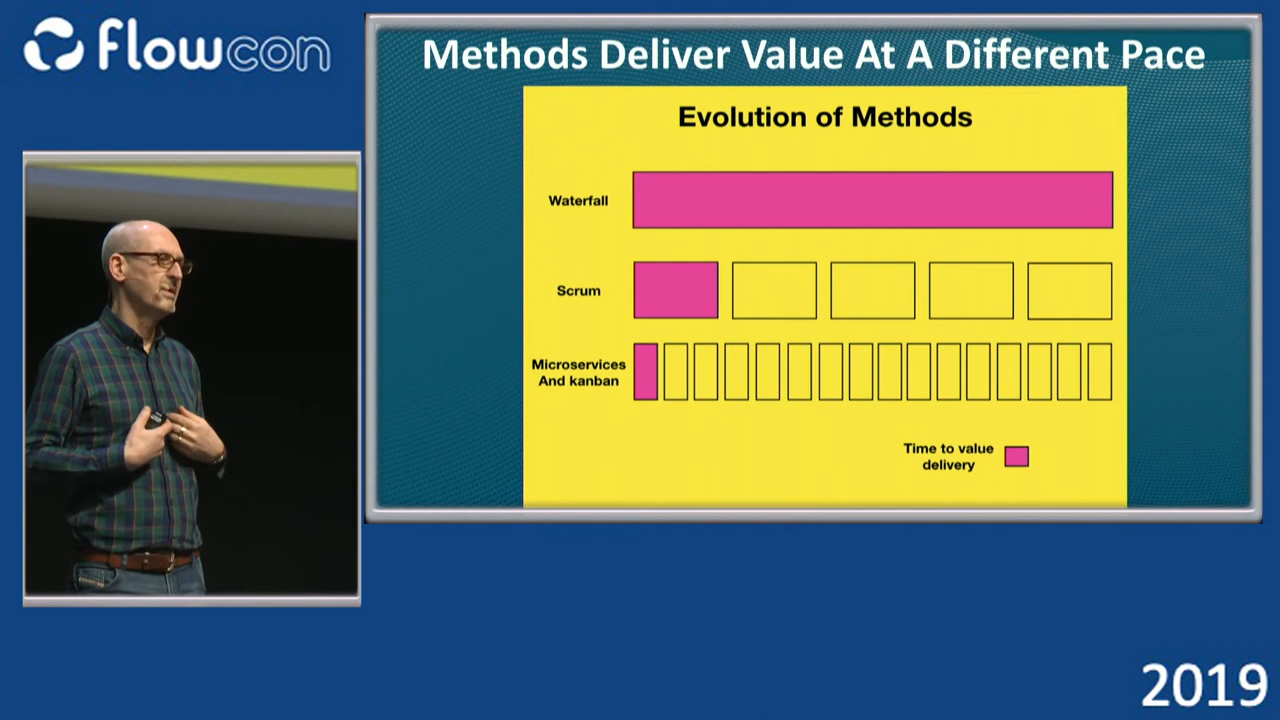 flowcon
Methods Deliver Value At A Different Pace
Evolution of Methods
Waterfall
Scrum
Microservices
And kanban
Time to value
delivery
2019